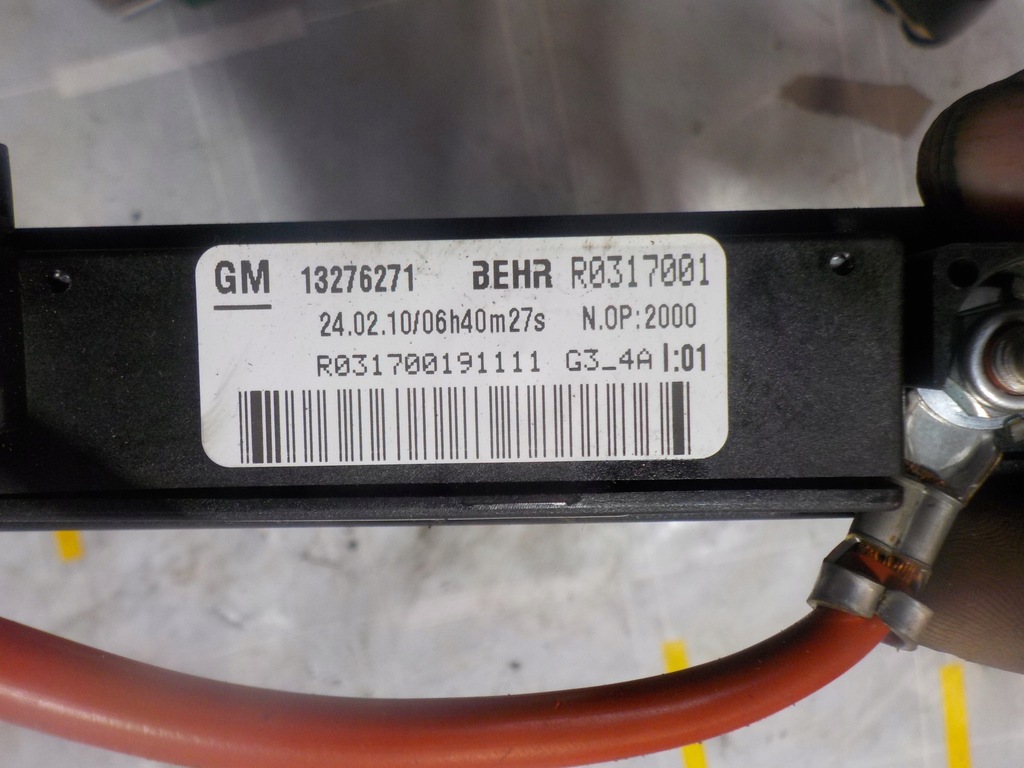 GM 13276271 BEHR R0317001
24.02.10/06h40m27s N.OP:2000
R031700191111 G3_4A I:01